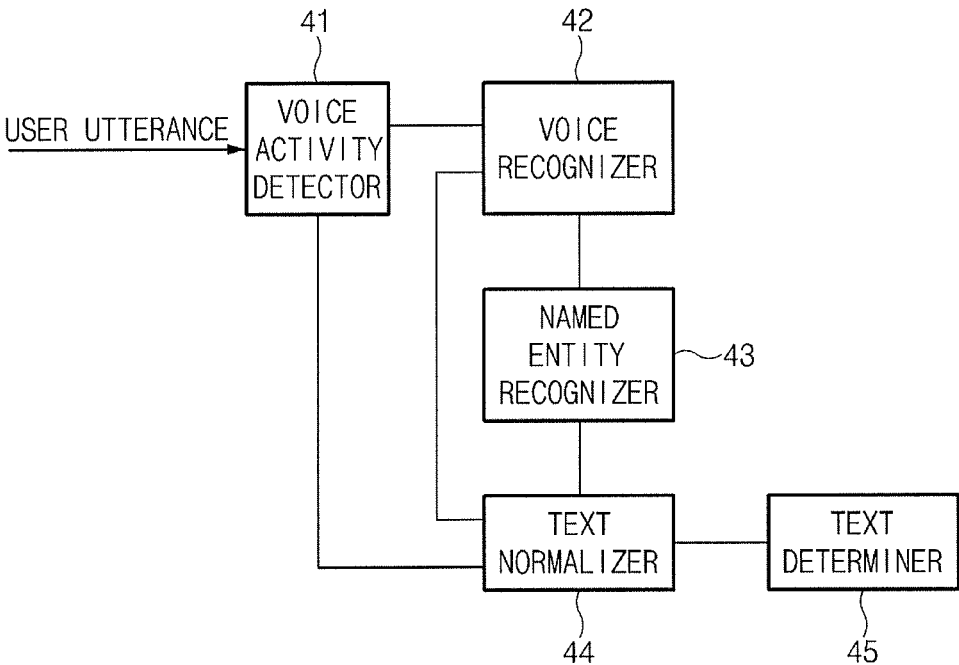 41
42
USER UTTERANCE
VOICE
ACTIVITY
DETECTOR
VOICE
RECOGNIZER
NAMED
ENTITY
RECOGNIZER
43
TEXT
NORMALIZER
TEXT
DETERMINER
44
45